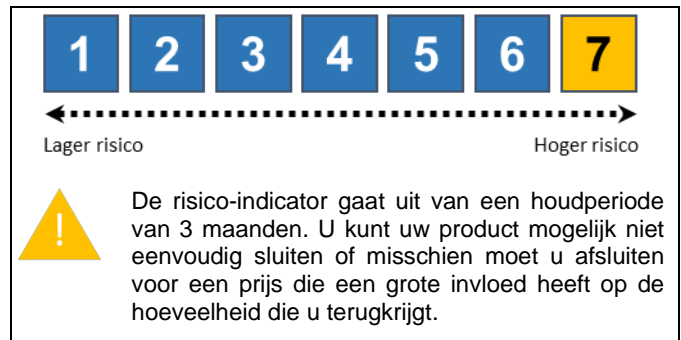 1 2 3 4 5 6 7
Lager risico Hoger risico
!
De risico-indicator gaat uit van een houdperiode
van 3 maanden. U kunt uw product mogelijk niet
eenvoudig sluiten of misschien moet u afsluiten
voor een prijs die een grote invloed heeft op de
hoeveelheid die u terugkrijgt.